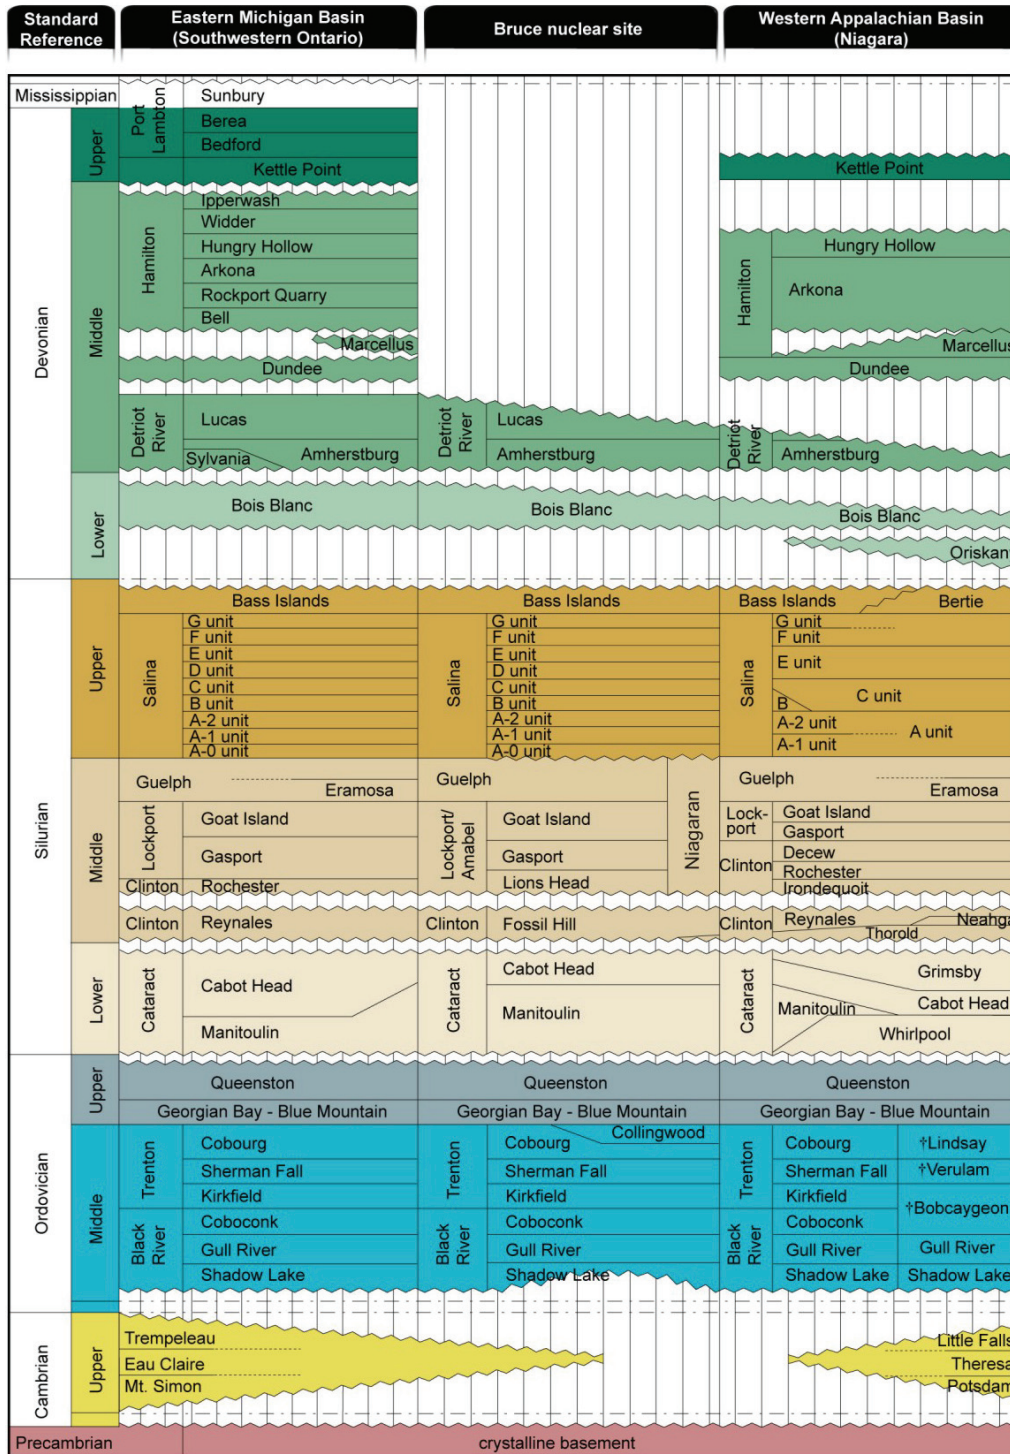 Standard
Reference
Eastern Michigan Basin
(Southwestern Ontario)
Bruce nuclear site
Western Appalachian Basin
(Niagara)
Mississippian
Devonian
Upper
Middle
Lower
Silurian
Upper
Middle
Lower
Ordovician
Upper
Middle
Cambrian
Upper
Precambrian
crystalline basement
Port
Lambton
Sunbury
Berea
Bedford
Kettle Point
Hamilton
Ipperwash
Widder
Hungry Hollow
Arkona
Rockport Quarry
Bell
Marcellus
Dundee
Detriot
River
Lucas
Sylvania
Amherstburg
Bois Blanc
Bass Islands
Salina
G unit
F unit
E unit
D unit
C unit
B unit
A-2 unit
A-1 unit
A-0 unit
Guelph
Eramosa
Lockport
Goat Island
Gasport
Clinton
Rochester
Clinton
Reynales
Cataract
Cabot Head
Manitoulin
Queenston
Georgian Bay - Blue Mountain
Trenton
Cobourg
Sherman Fall
Kirkfield
Black
River
Coboconk
Gull River
Shadow Lake
Trempeleau
Eau Claire
Mt. Simon
Detriot
River
Lucas
Amherstburg
Bois Blanc
Bass Islands
Salina
G unit
F unit
E unit
D unit
C unit
B unit
A-2 unit
A-1 unit
A-0 unit
Guelph
Niagaran
Lockport/
Amabel
Goat Island
Gasport
Lions Head
Clinton
Fossil Hill
Cataract
Cabot Head
Manitoulin
Queenston
Georgian Bay - Blue Mountain
Trenton
Collingwood
Cobourg
Sherman Fall
Kirkfield
Black
River
Coboconk
Gull River
Shadow Lake
Kettle Point
Hamilton
Hungry Hollow
Arkona
Marcellus
Dundee
Detriot
River
Amherstburg
Bois Blanc
Oriskan
Bass Islands
Bertie
Salina
G unit
F unit
E unit
C unit
B
A-2 unit
A unit
A-1 unit
Guelph
Eramosa
Lock-
port
Goat Island
Gasport
Clinton
Decew
Rochester
Irondequoit
Clinton
Reynales
Neahga
Thorold
Cataract
Grimsby
Cabot Head
Manitoulin
Whirlpool
Queenston
Georgian Bay - Blue Mountain
Trenton
Cobourg
†Lindsay
Sherman Fall
†Verulam
Kirkfield
†Bobcaygeon
Black
River
Coboconk
Gull River
Gull River
Shadow Lake
Shadow Lake
Little Falls
Theresa
Potsdam